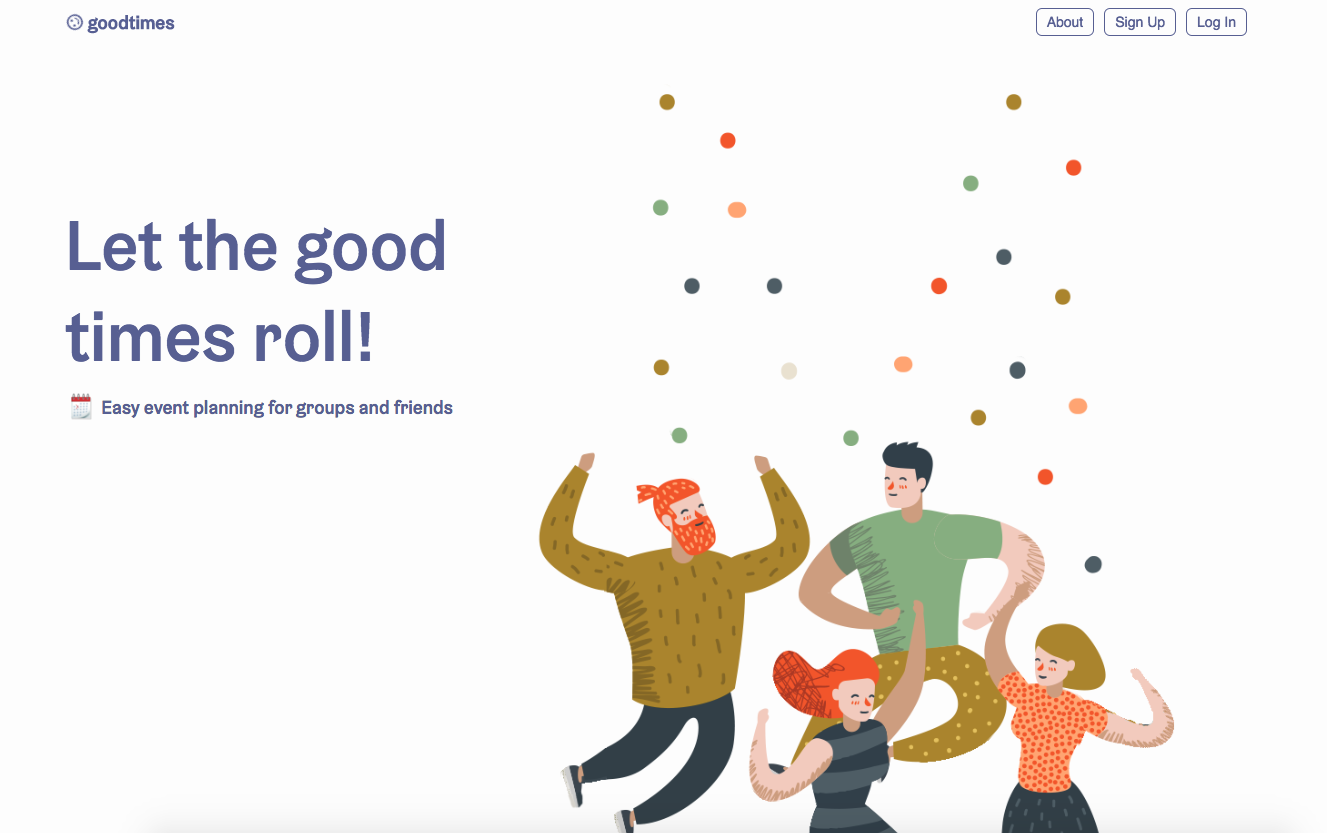 goodtimes
About
Sign Up
Log In
Let the good
times roll!
Easy event planning for groups and friends